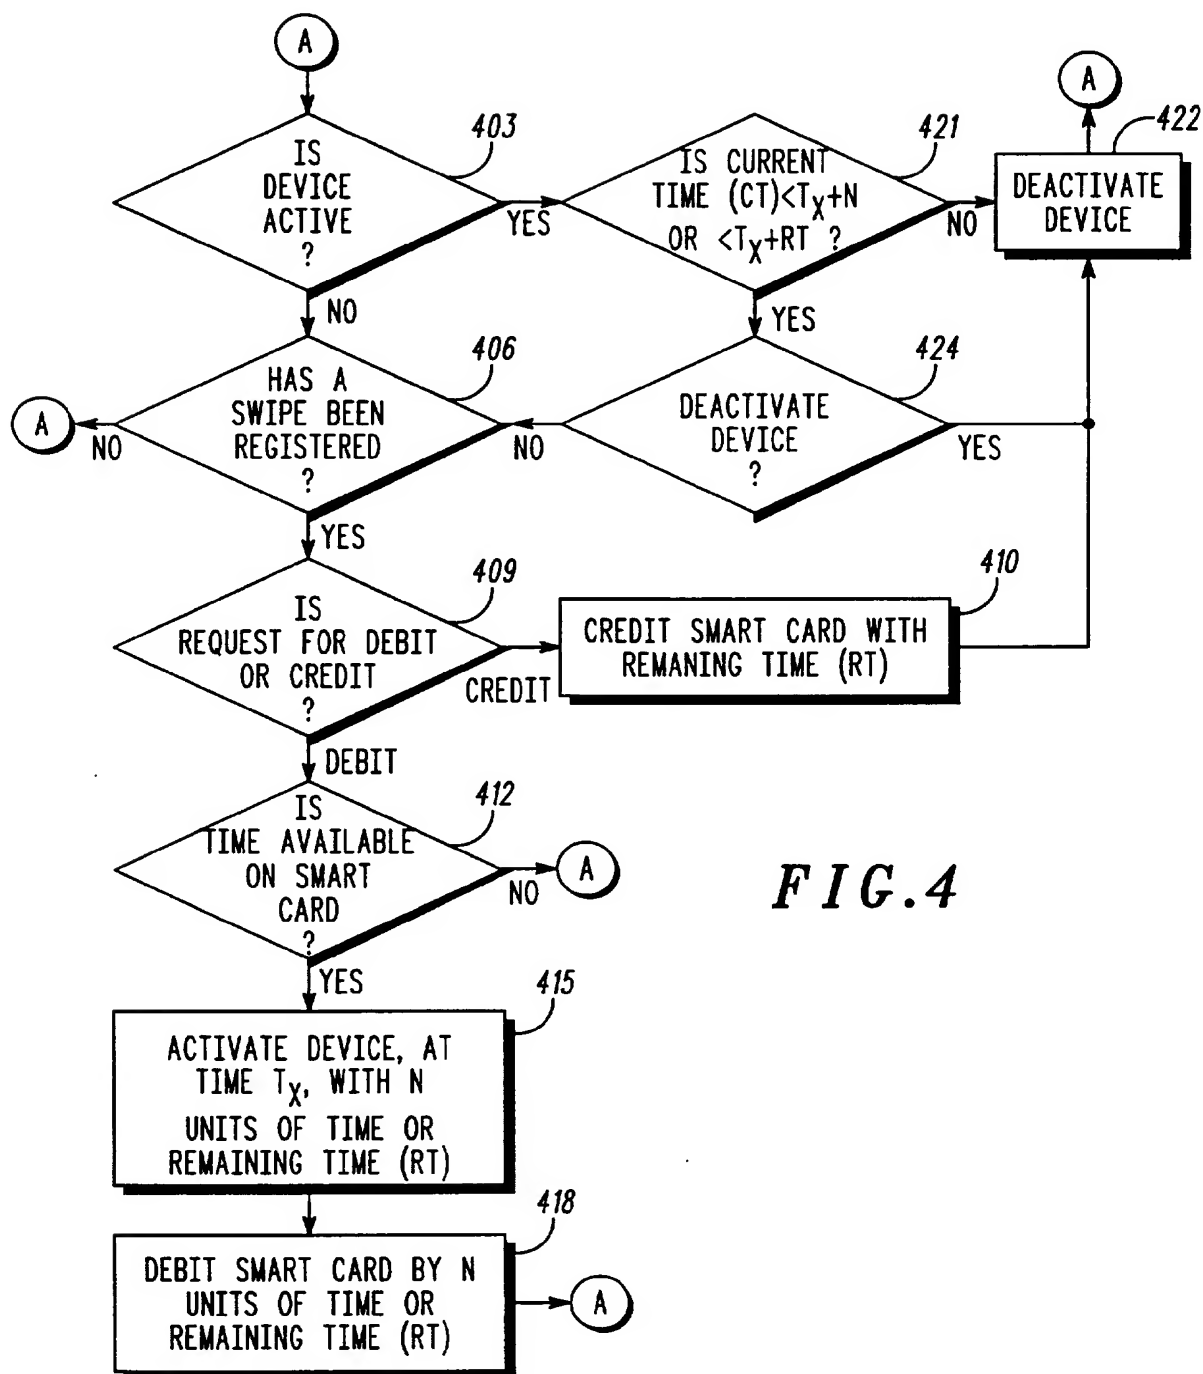 A
403
IS
DEVICE
ACTIVE
?
YES
NO
421
IS CURRENT
TIME (CT)<T_X+N
OR <T_X+RT ?
NO
YES
A
422
DEACTIVATE
DEVICE
406
HAS A
SWIPE BEEN
REGISTERED
?
A
NO
YES
424
DEACTIVATE
DEVICE
?
NO
YES
409
IS
REQUEST FOR DEBIT
OR CREDIT
?
CREDIT
DEBIT
410
CREDIT SMART CARD WITH
REMANING TIME (RT)
412
IS
TIME AVAILABLE
ON SMART
CARD
?
NO
A
YES
FIG.4
415
ACTIVATE DEVICE, AT
TIME T_X, WITH N
UNITS OF TIME OR
REMAINING TIME (RT)
418
DEBIT SMART CARD BY N
UNITS OF TIME OR
REMAINING TIME (RT)
A